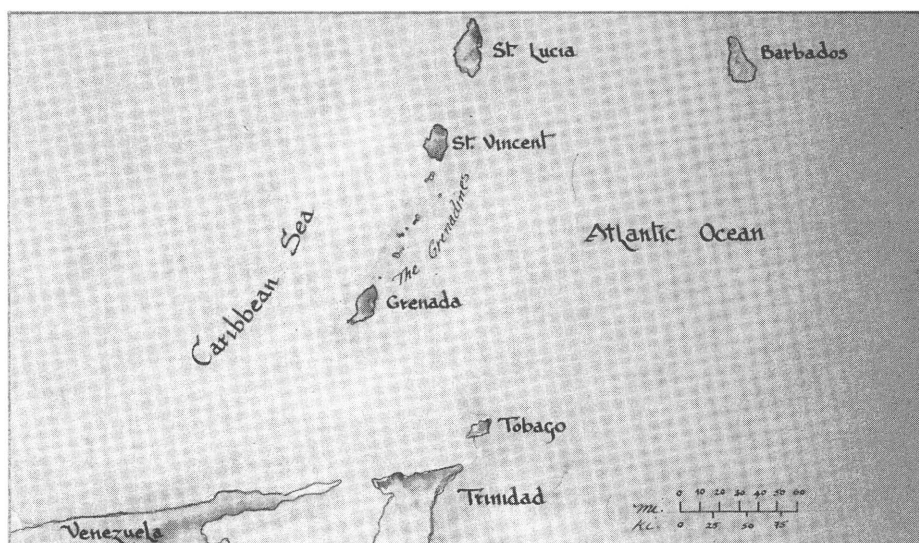 St. Lucia
Barbados
St. Vincent
The Grenadines
Caribbean Sea
Atlantic Ocean
Grenada
Tobago
Trinidad
Venezuela
mi. 0 10 20 30 40 50 60
ki. 0 25 50 75